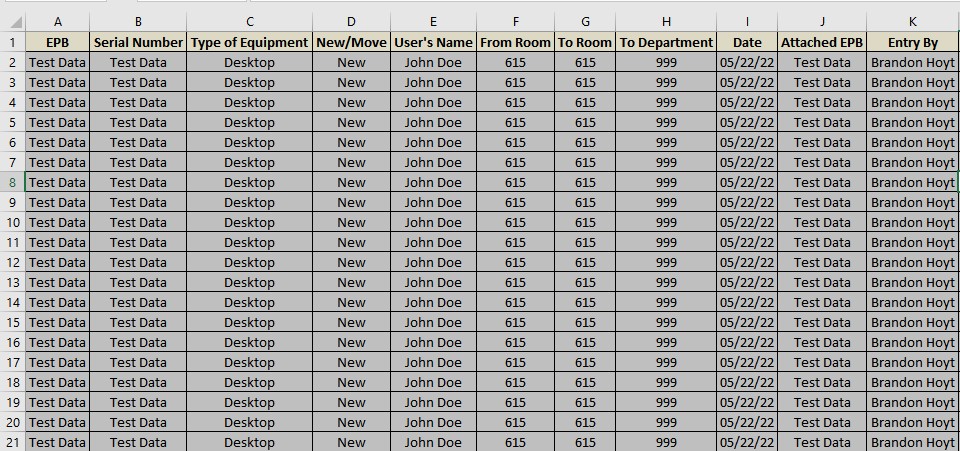 A B C D E F G H I J K
1 EPB Serial Number Type of Equipment New/Move User's Name From Room To Room To Department Date Attached EPB Entry By
2 Test Data Test Data Desktop New John Doe 615 615 999 05/22/22 Test Data Brandon Hoyt
3 Test Data Test Data Desktop New John Doe 615 615 999 05/22/22 Test Data Brandon Hoyt
4 Test Data Test Data Desktop New John Doe 615 615 999 05/22/22 Test Data Brandon Hoyt
5 Test Data Test Data Desktop New John Doe 615 615 999 05/22/22 Test Data Brandon Hoyt
6 Test Data Test Data Desktop New John Doe 615 615 999 05/22/22 Test Data Brandon Hoyt
7 Test Data Test Data Desktop New John Doe 615 615 999 05/22/22 Test Data Brandon Hoyt
8 Test Data Test Data Desktop New John Doe 615 615 999 05/22/22 Test Data Brandon Hoyt
9 Test Data Test Data Desktop New John Doe 615 615 999 05/22/22 Test Data Brandon Hoyt
10 Test Data Test Data Desktop New John Doe 615 615 999 05/22/22 Test Data Brandon Hoyt
11 Test Data Test Data Desktop New John Doe 615 615 999 05/22/22 Test Data Brandon Hoyt
12 Test Data Test Data Desktop New John Doe 615 615 999 05/22/22 Test Data Brandon Hoyt
13 Test Data Test Data Desktop New John Doe 615 615 999 05/22/22 Test Data Brandon Hoyt
14 Test Data Test Data Desktop New John Doe 615 615 999 05/22/22 Test Data Brandon Hoyt
15 Test Data Test Data Desktop New John Doe 615 615 999 05/22/22 Test Data Brandon Hoyt
16 Test Data Test Data Desktop New John Doe 615 615 999 05/22/22 Test Data Brandon Hoyt
17 Test Data Test Data Desktop New John Doe 615 615 999 05/22/22 Test Data Brandon Hoyt
18 Test Data Test Data Desktop New John Doe 615 615 999 05/22/22 Test Data Brandon Hoyt
19 Test Data Test Data Desktop New John Doe 615 615 999 05/22/22 Test Data Brandon Hoyt
20 Test Data Test Data Desktop New John Doe 615 615 999 05/22/22 Test Data Brandon Hoyt
21 Test Data Test Data Desktop New John Doe 615 615 999 05/22/22 Test Data Brandon Hoyt